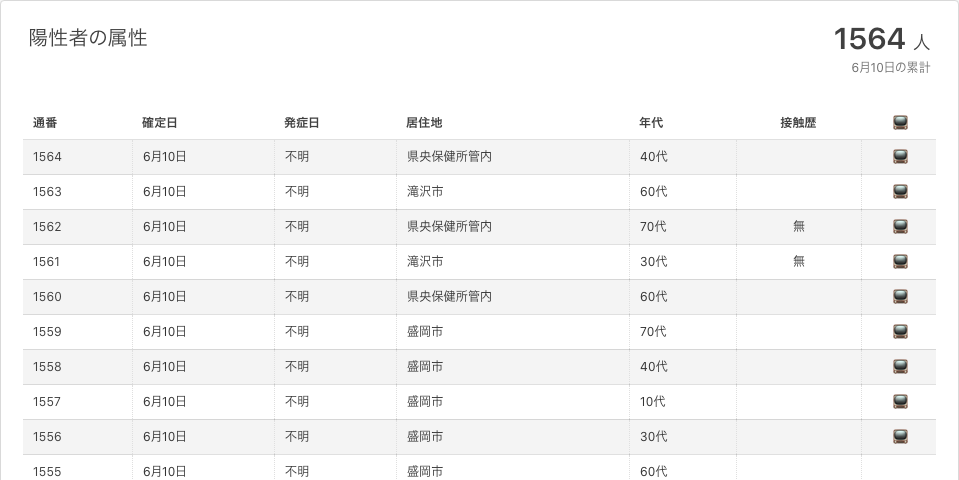 陽性者の属性
1564 人
6月10日の累計
通番 確定日 発症日 居住地 年代 接触歴 📺
1564 6月10日 不明 県央保健所管内 40代 📺
1563 6月10日 不明 滝沢市 60代 📺
1562 6月10日 不明 県央保健所管内 70代 無 📺
1561 6月10日 不明 滝沢市 30代 無 📺
1560 6月10日 不明 県央保健所管内 60代 📺
1559 6月10日 不明 盛岡市 70代 📺
1558 6月10日 不明 盛岡市 40代 📺
1557 6月10日 不明 盛岡市 10代 📺
1556 6月10日 不明 盛岡市 30代 📺
1555 6月10日 不明 盛岡市 60代